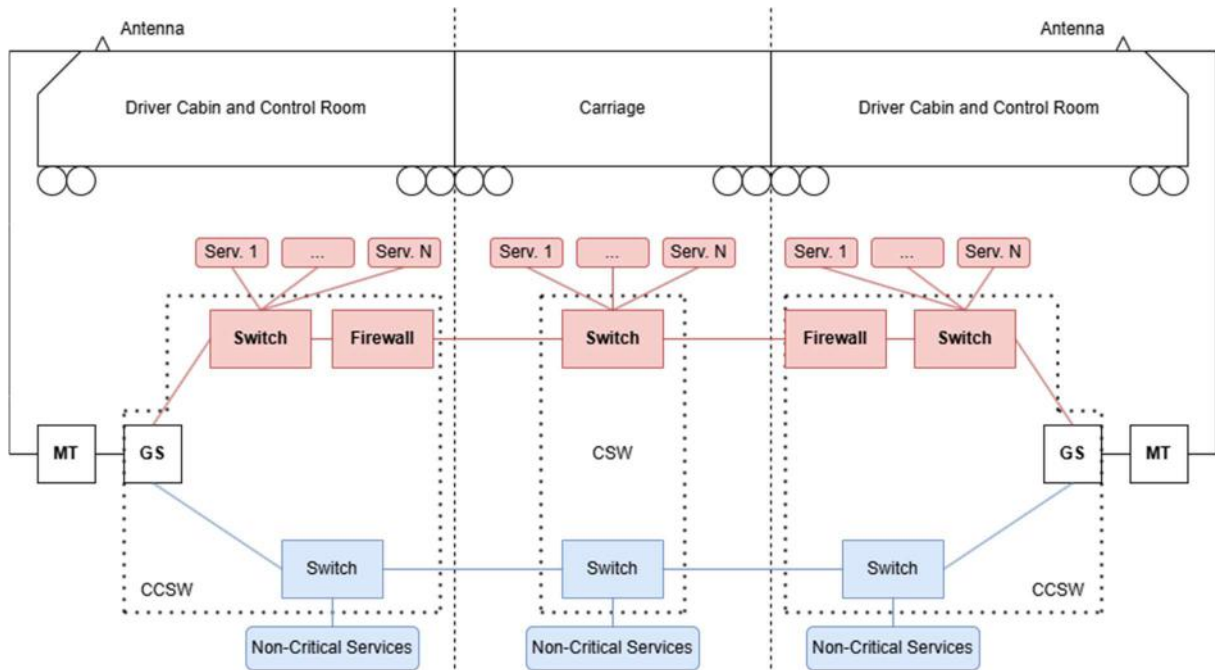 Antenna
Antenna
Driver Cabin and Control Room
Carriage
Driver Cabin and Control Room
Serv. 1
...
Serv. N
Serv. 1
...
Serv. N
Serv. 1
...
Serv. N
Switch
Firewall
Switch
Firewall
Switch
MT
GS
CSW
GS
MT
Switch
Switch
Switch
CCSW
CCSW
Non-Critical Services
Non-Critical Services
Non-Critical Services